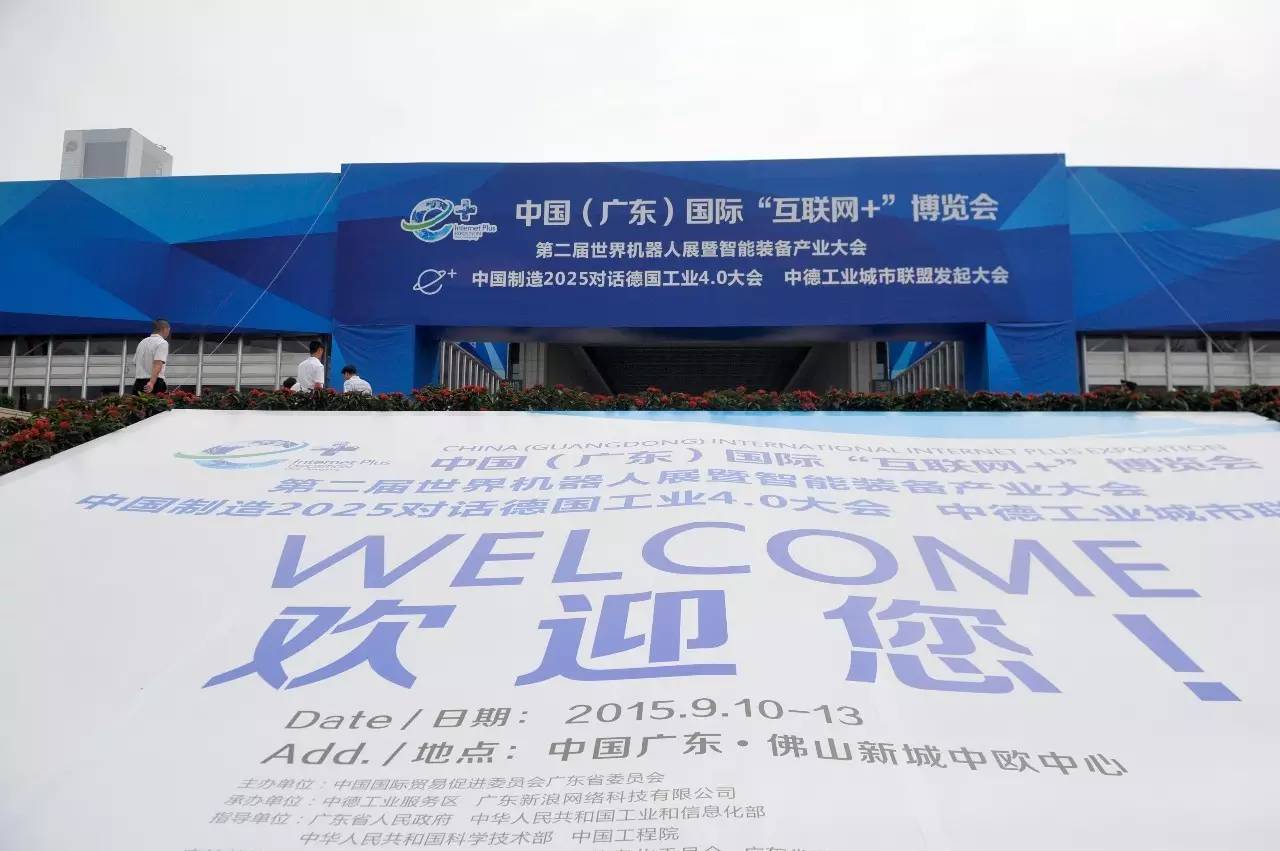 中国（广东）国际“互联网+”博览会
Internet Plus
第二届世界机器人展暨智能装备产业大会
中国制造2025对话德国工业4.0大会 中德工业城市联盟发起大会
CHINA (GUANGDONG) INTERNATIONAL INTERNET PLUS EXPOSITION
Internet Plus
中国（广东）国际“互联网+”博览会
第二届世界机器人展暨智能装备产业大会
中国制造2025对话德国工业4.0大会 中德工业城市联
WELCOME
欢迎您！
Date/日期：2015.9.10-13
Add./地点：中国广东·佛山新城中欧中心
主办单位：中国国际贸易促进委员会广东省委员会
承办单位：中德工业服务区 广东新浪网络科技有限公司
指导单位：广东省人民政府 中华人民共和国工业和信息化部
中华人民共和国科学技术部 中国工程院